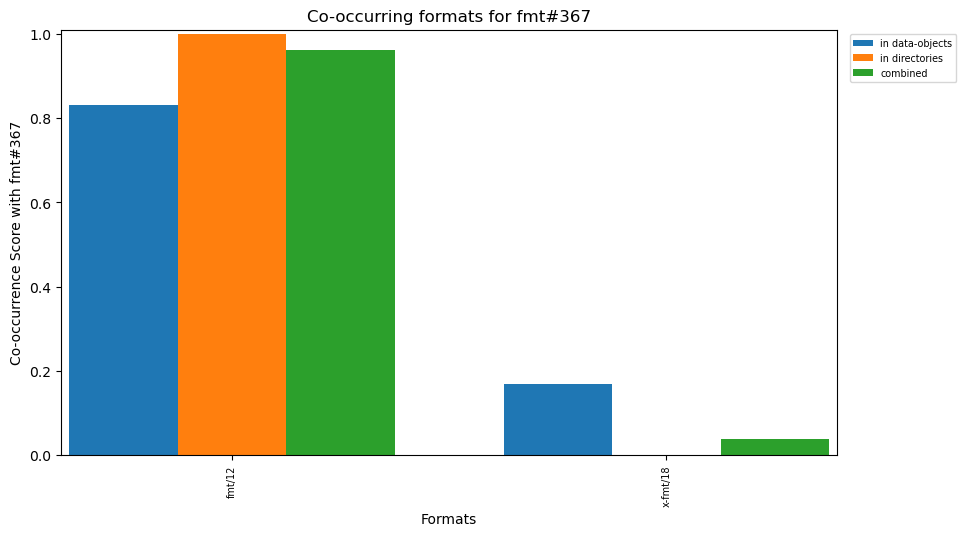 Co-occurring formats for fmt#367
in data-objects
in directories
combined
Co-occurrence Score with fmt#367
1.0
0.8
0.6
0.4
0.2
0.0
fmt/12
x-fmt/18
Formats